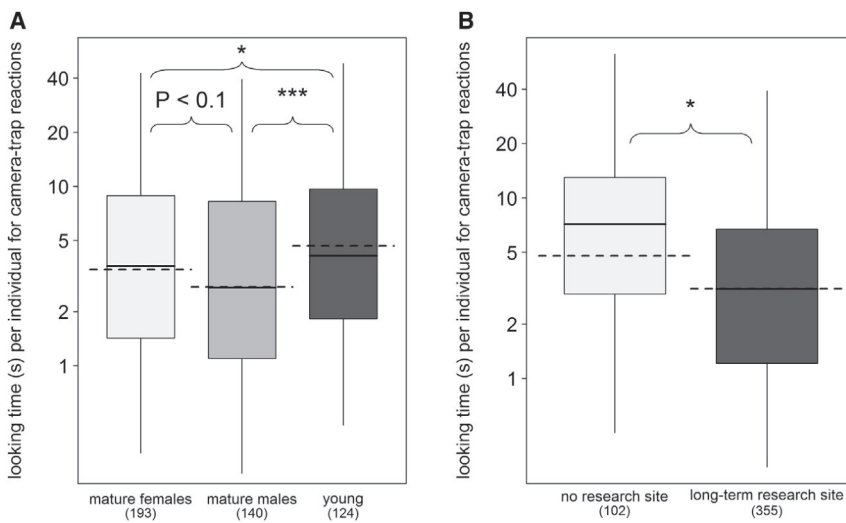 A
looking time (s) per individual for camera-trap reactions
40
20
10
5
2
1
*
P < 0.1
***
mature females
(193)
mature males
(140)
young
(124)
B
looking time (s) per individual for camera-trap reactions
40
20
10
5
2
1
*
no research site
(102)
long-term research site
(355)